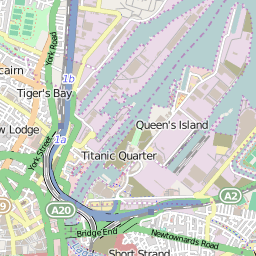 York Road
cairn
1b
Tiger's Bay
w Lodge
Queen's Island
1a
York Street
Titanic Quarter
A2
9
A20
Bridge End
Newtownards Road
Short Strand